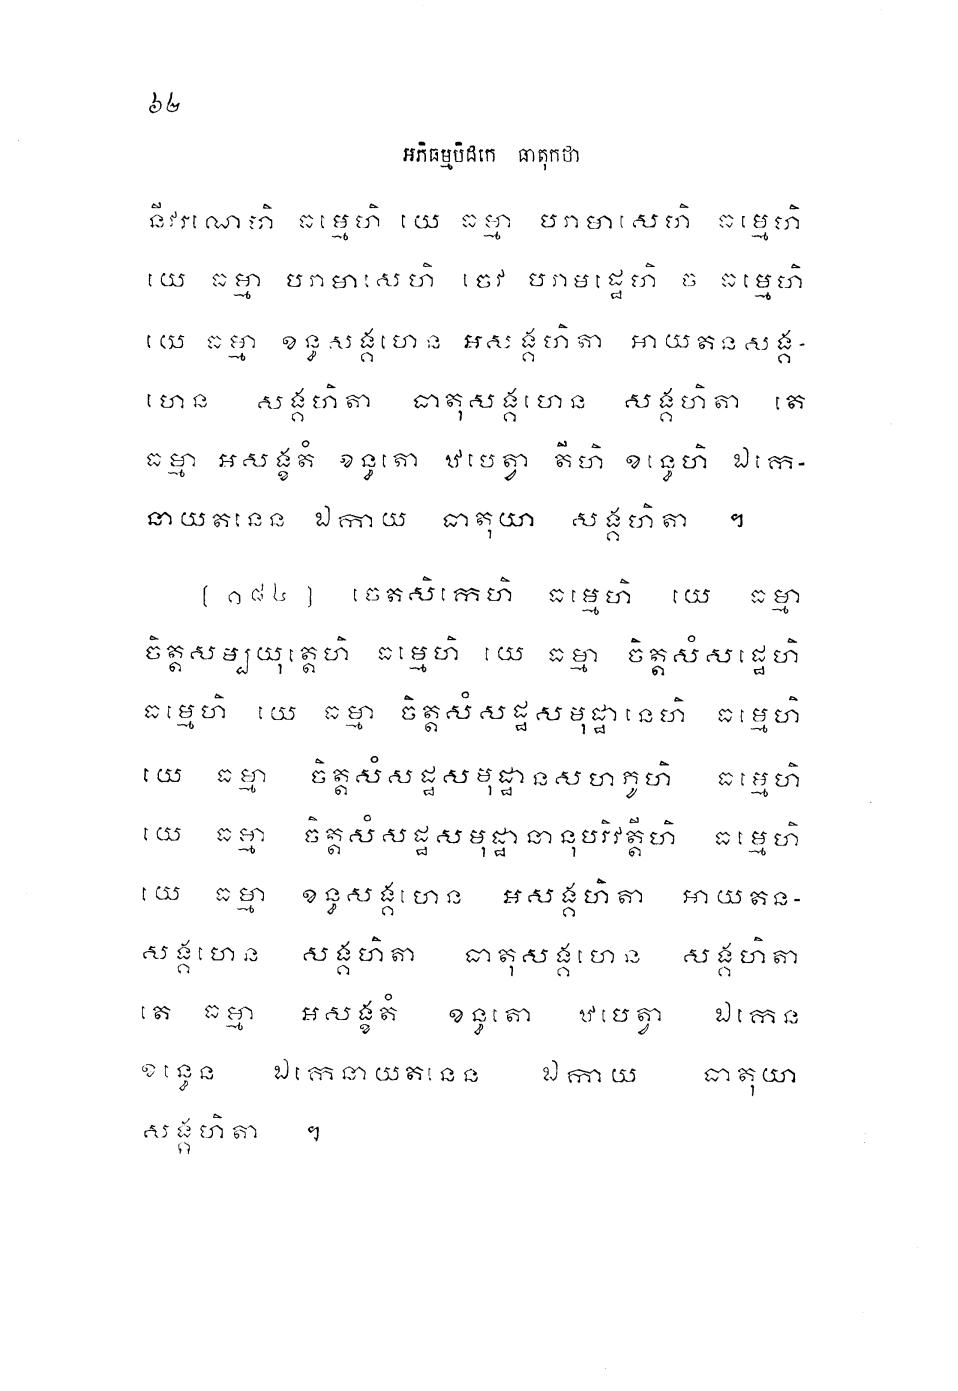 ៦២
អភិធម្មបិដកេ ធាតុកថា
នីវរណេហិ ធម្មេហិ យេ ធម្មា បរាមាសេហិ ធម្មេហិ
យេ ធម្មា បរាមាសេហិ ចេវ បរាមដ្ឋេហិ ច ធម្មេហិ
យេ ធម្មា ខន្ធសង្គហេន អសង្គហិតា អាយតនសង្គ-
ហេន សង្គហិតា ធាតុសង្គហេន សង្គហិតា តេ
ធម្មា អសង្ខតំ ខន្ធតោ ឋបេត្វា តីហិ ខន្ធេហិ ឯកេ-
នាយតនេន ឯកាយ ធាតុយា សង្គហិតា ៗ
[១៨៤] ចេតសិកេហិ ធម្មេហិ យេ ធម្មា
ចិត្តសម្បយុត្តេហិ ធម្មេហិ យេ ធម្មា ចិត្តសំសដ្ឋេហិ
ធម្មេហិ យេ ធម្មា ចិត្តសំសដ្ឋសមុដ្ឋានេហិ ធម្មេហិ
យេ ធម្មា ចិត្តសំសដ្ឋសមុដ្ឋានសហភូហិ ធម្មេហិ
យេ ធម្មា ចិត្តសំសដ្ឋសមុដ្ឋានានុបរិវត្តីហិ ធម្មេហិ
យេ ធម្មា ខន្ធសង្គហេន អសង្គហិតា អាយតន-
សង្គហេន សង្គហិតា ធាតុសង្គហេន សង្គហិតា
តេ ធម្មា អសង្ខតំ ខន្ធតោ ឋបេត្វា ឯកេន
ខន្ធេន ឯកេនាយតនេន ឯកាយ ធាតុយា
សង្គហិតា ៗ